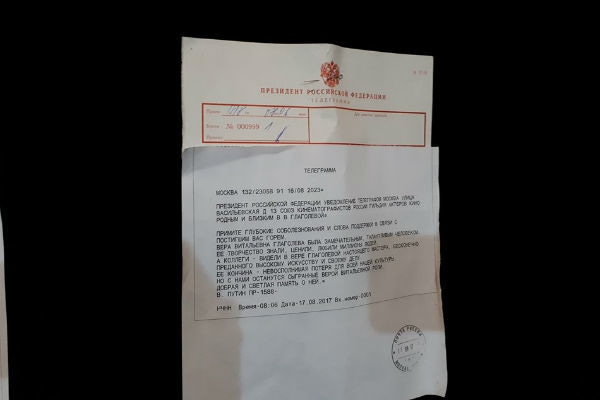 ПРЕЗИДЕНТ РОССИЙСКОЙ ФЕДЕРАЦИИ
ТЕЛЕГРАММА
№ 000999
ТЕЛЕГРАММА
МОСКВА 132/23058 91 16/08 2023=
ПРЕЗИДЕНТ РОССИЙСКОЙ ФЕДЕРАЦИИ УВЕДОМЛЕНИЕ ТЕЛЕГРАФОМ МОСКВА УЛИЦА
ВАСИЛЬЕВСКАЯ Д 13 СОЮЗ КИНЕМАТОГРАФИСТОВ РОССИИ ГИЛЬДИЯ АКТЕРОВ КИНО
РОДНЫМ И БЛИЗКИМ В В ГЛАГОЛЕВОЙ=
ПРИМИТЕ ГЛУБОКИЕ СОБОЛЕЗНОВАНИЯ И СЛОВА ПОДДЕРЖКИ В СВЯЗИ С
ПОСТИГШИМ ВАС ГОРЕМ.
ВЕРА ВИТАЛЬЕВНА ГЛАГОЛЕВА БЫЛА ЗАМЕЧАТЕЛЬНЫМ, ТАЛАНТЛИВЫМ ЧЕЛОВЕКОМ.
ЕЕ ТВОРЧЕСТВО ЗНАЛИ, ЦЕНИЛИ, ЛЮБИЛИ МИЛЛИОНЫ ЛЮДЕЙ.
А КОЛЛЕГИ - ВИДЕЛИ В ВЕРЕ ГЛАГОЛЕВОЙ НАСТОЯЩЕГО МАСТЕРА, БЕСКОНЕЧНО
ПРЕДАННОГО ВЫСОКОМУ ИСКУССТВУ И СВОЕМУ ДЕЛУ.
ЕЕ КОНЧИНА - НЕВОСПОЛНИМАЯ ПОТЕРЯ ДЛЯ ВСЕЙ НАШЕЙ КУЛЬТУРЫ.
НО С НАМИ ОСТАНУТСЯ СЫГРАННЫЕ ВЕРОЙ ВИТАЛЬЕВНОЙ РОЛИ,
ДОБРАЯ И СВЕТЛАЯ ПАМЯТЬ О НЕЙ.=
В. ПУТИН ПР-1588-
НЧНН Время-08:06 Дата-17.08.2017 Вх.номер-0001
ПОЧТА РОССИИ
МОСКВА